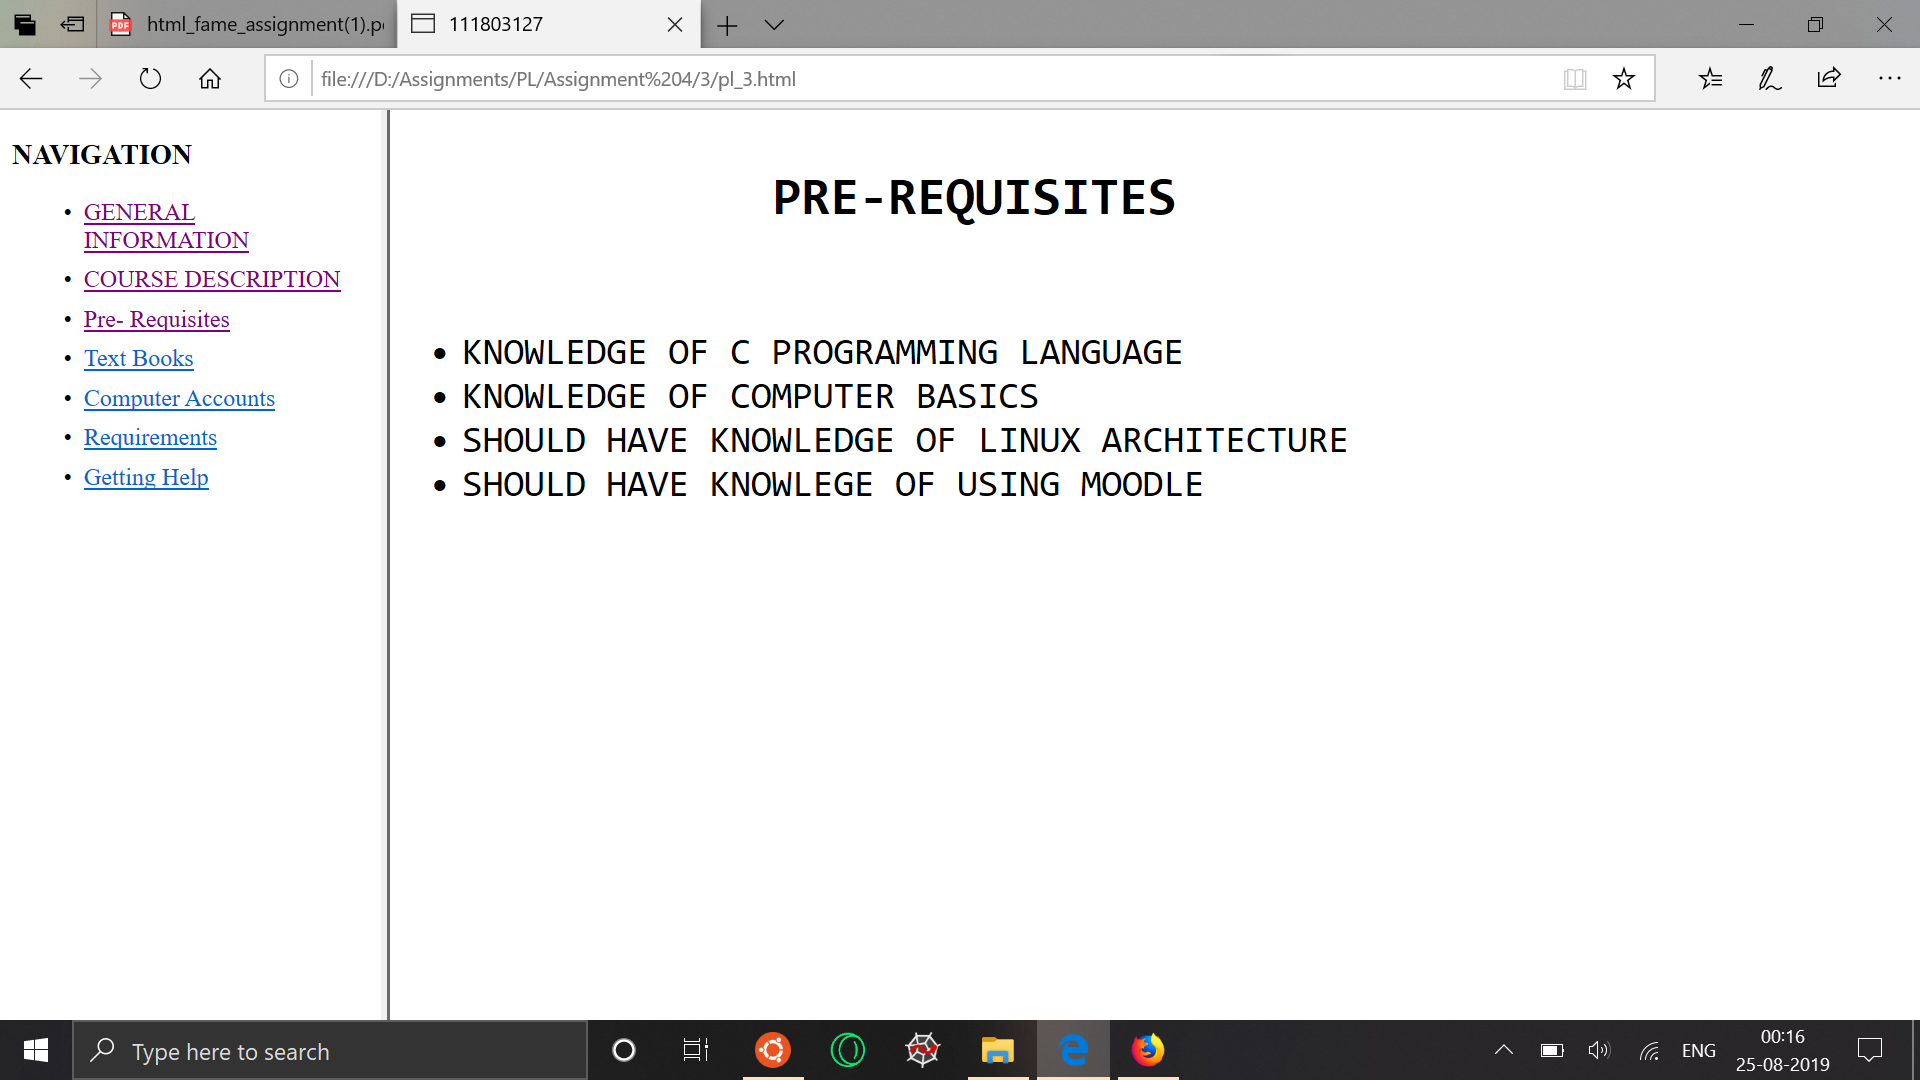 html_fame_assignment(1).p
111803127
file:///D:/Assignments/PL/Assignment%204/3/pl_3.html
NAVIGATION
• GENERAL
INFORMATION
• COURSE DESCRIPTION
• Pre- Requisites
• Text Books
• Computer Accounts
• Requirements
• Getting Help
PRE-REQUISITES
• KNOWLEDGE OF C PROGRAMMING LANGUAGE
• KNOWLEDGE OF COMPUTER BASICS
• SHOULD HAVE KNOWLEDGE OF LINUX ARCHITECTURE
• SHOULD HAVE KNOWLEGE OF USING MOODLE
Type here to search
ENG
00:16
25-08-2019